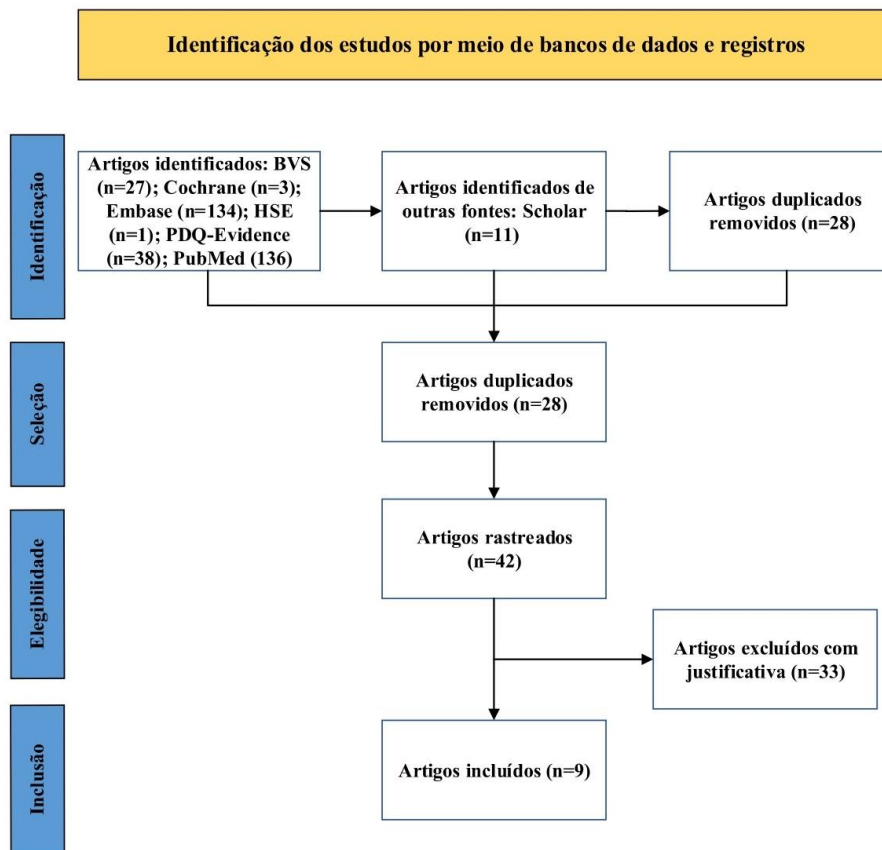 Identificação dos estudos por meio de bancos de dados e registros
Identificação
Artigos identificados: BVS
(n=27); Cochrane (n=3);
Embase (n=134); HSE
(n=1); PDQ-Evidence
(n=38); PubMed (136)
Artigos identificados de
outras fontes: Scholar
(n=11)
Artigos duplicados
removidos (n=28)
Seleção
Artigos duplicados
removidos (n=28)
Elegibilidade
Artigos rastreados
(n=42)
Artigos excluídos com
justificativa (n=33)
Inclusão
Artigos incluídos (n=9)